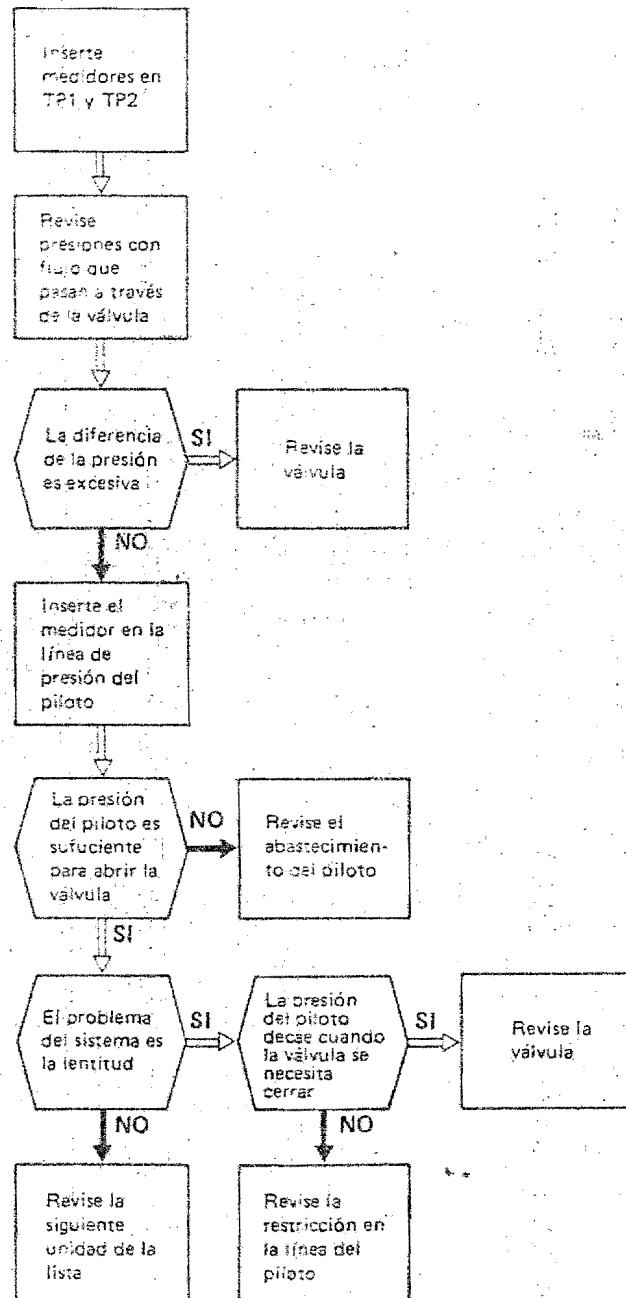 Inserte
medidores en
TP1 y TP2
Revise
presiones con
flujo que
pasan a través
de la válvula
La diferencia
de la presión
es excesiva
SI
Revise la
válvula
NO
Inserte el
medidor en la
línea de
presión del
piloto
La presión
del piloto es
sufuciente
para abrir la
válvula
NO
Revise el
abastecimien-
to del piloto
SI
El problema
del sistema es
la lentitud
SI
La presión
del piloto
decae cuando
la válvula se
necesita
cerrar
SI
Revise la
válvula
NO
NO
Revise la
siguiente
unidad de la
lista
Revise la
restricción en
la línea del
piloto